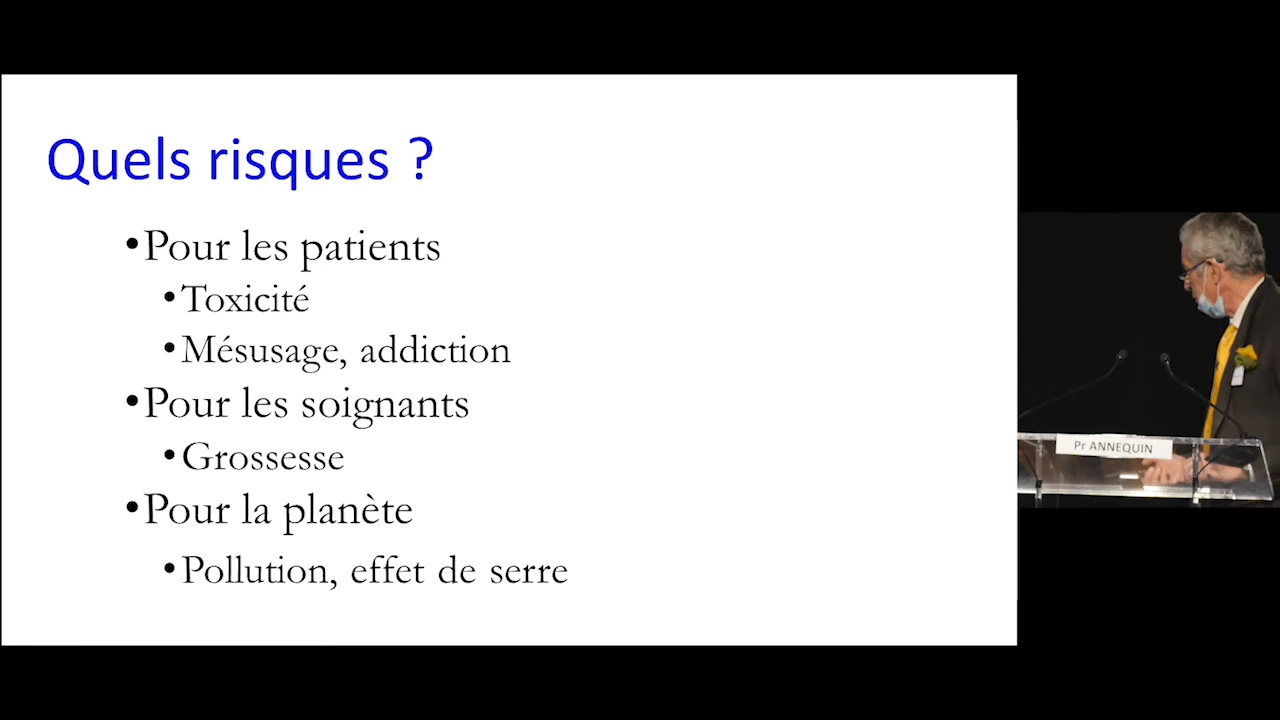 Quels risques ?
•Pour les patients
•Toxicité
•Mésusage, addiction
•Pour les soignants
•Grossesse
•Pour la planète
•Pollution, effet de serre
Pr ANNEQUIN